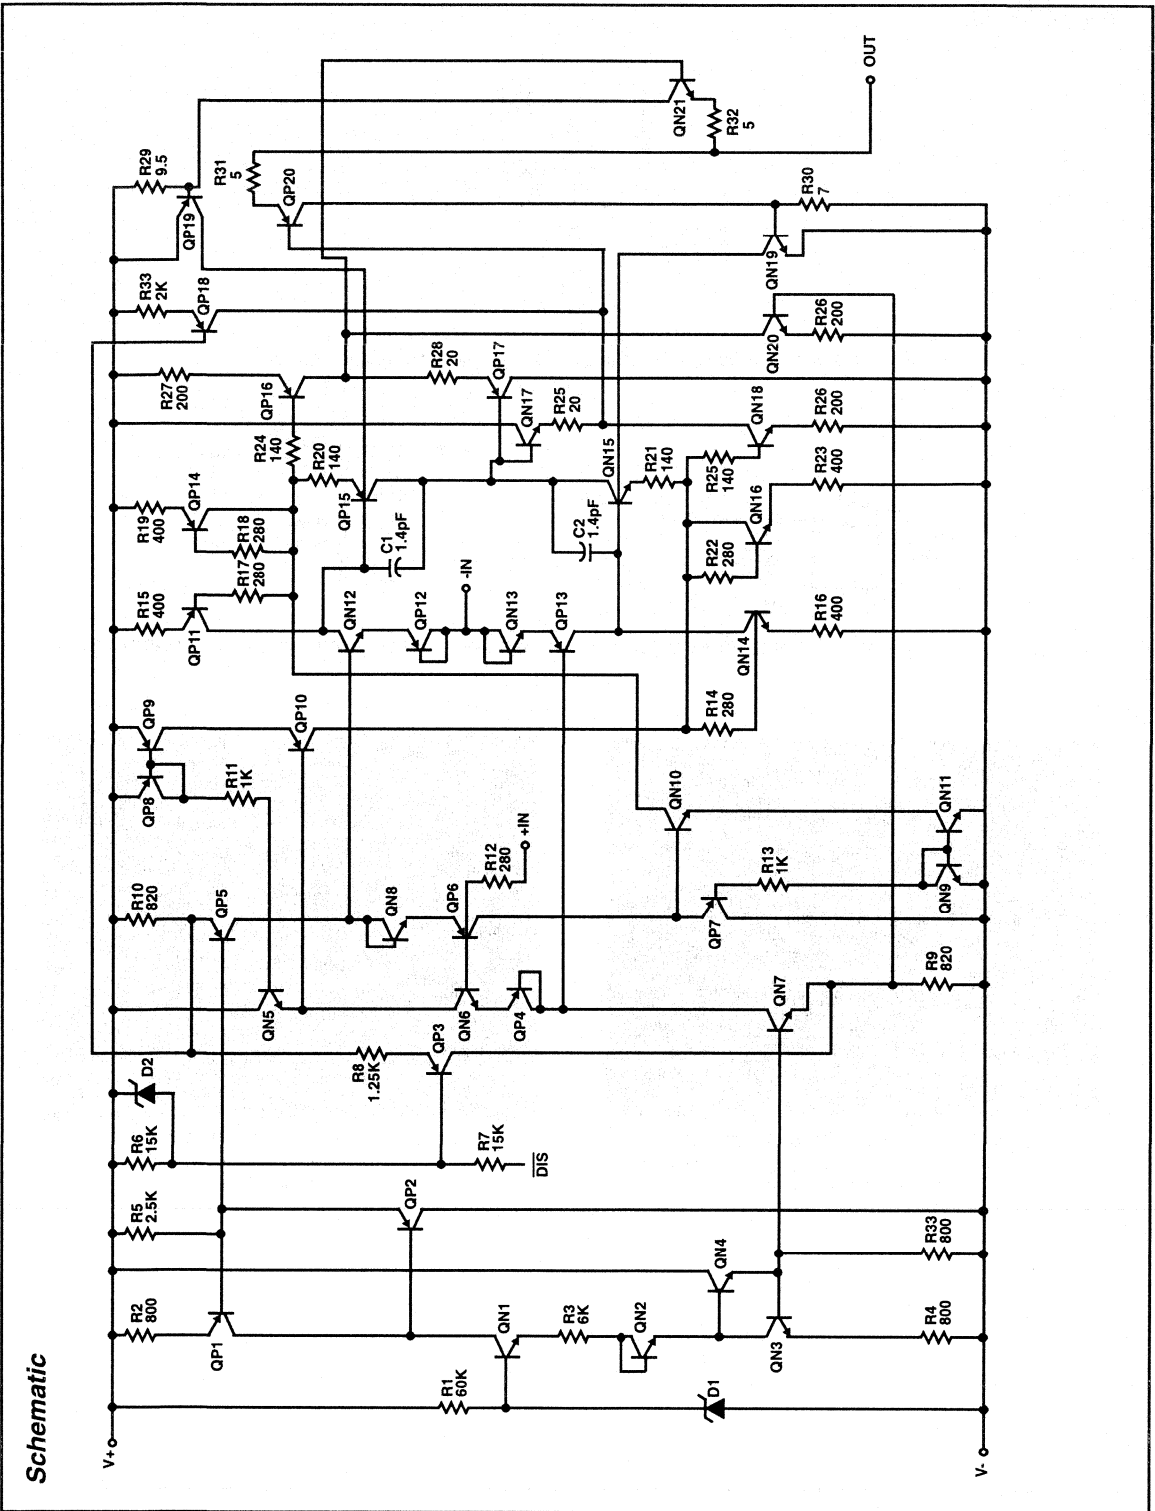 Schematic
V+
V-
R1
60K
D1
R2
800
QP1
QN1
R3
6K
QN2
QN3
R4
800
QN4
QP2
R33
800
R5
2.5K
R6
15K
D2
R7
15K
DIS
R8
1.25K
QP3
QN5
QN6
QP4
QN7
R9
820
R10
820
QP5
QN8
QP6
R12
280
+IN
QP7
R13
1K
QN9
QN11
QP8
QP9
R11
1K
QP10
QN10
R14
280
R15
400
QP11
R17
280
R18
280
QN12
QP12
-IN
QN13
QP13
QN14
R16
400
R19
400
QP14
C1
1.4pF
C2
1.4pF
R22
280
QN16
R23
400
R24
140
R20
140
QP15
QN15
R21
140
R25
140
QN18
R26
200
R27
200
QP16
R28
20
QP17
QN17
R25
20
R33
2K
QP18
QN20
R26
200
R29
9.5
QP19
R31
5
QP20
QN19
R30
7
QN21
R32
5
OUT